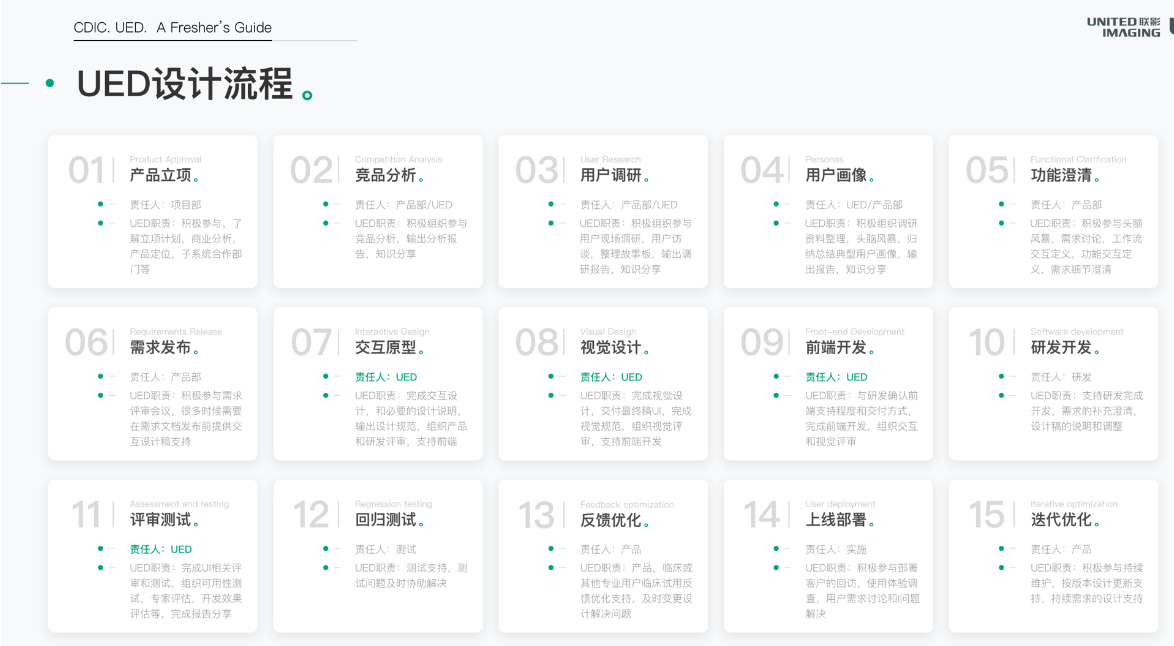 CDIC. UED. A Fresher's Guide
UNITED 联影
IMAGING
UED设计流程。
01
Product Approval
产品立项。
责任人：项目部
UED职责：积极参与，了
解立项计划，商业分析，
产品定位，子系统合作部
门等
02
Competition Analysis
竞品分析。
责任人：产品部/UED
UED职责：积极组织参与
竞品分析，输出分析报
告，知识分享
03
User Research
用户调研。
责任人：产品部/UED
UED职责：积极组织参与
用户现场调研，用户访
谈，整理故事板，输出调
研报告，知识分享
04
Personas
用户画像。
责任人：UED/产品部
UED职责：积极组织调研
资料整理，头脑风暴，归
纳总结典型用户画像，输
出报告，知识分享
05
Functional Clarification
功能澄清。
责任人：产品部
UED职责：积极参与头脑
风暴，需求讨论，工作流
交互定义，功能交互定
义，需求细节澄清
06
Requirements Release
需求发布。
责任人：产品部
UED职责：积极参与需求
评审会议，很多时候需要
在需求文档发布前提供交
互设计稿支持
07
Interactive Design
交互原型。
责任人：UED
UED职责：完成交互设
计，和必要的设计说明，
输出设计规范，组织产品
和研发评审，支持前端
08
Visual Design
视觉设计。
责任人：UED
UED职责：完成视觉设
计，交付最终稿UI，完成
视觉规范，组织视觉评
审，支持前端开发
09
Front-end Development
前端开发。
责任人：UED
UED职责：与研发确认前
端支持程度和交付方式，
完成前端开发，组织交互
和视觉评审
10
Software development
研发开发。
责任人：研发
UED职责：支持研发完成
开发，需求的补充澄清，
设计稿的说明和调整
11
Assessment and testing
评审测试。
责任人：UED
UED职责：完成UI相关评
审和测试，组织可用性测
试，专家评估，开发效果
评估等，完成报告分享
12
Regression testing
回归测试。
责任人：测试
UED职责：测试支持，测
试问题及时协助解决
13
Feedback optimization
反馈优化。
责任人：产品
UED职责：产品，临床或
其他专业用户临床试用反
馈优化支持，及时变更设
计解决问题
14
User deployment
上线部署。
责任人：实施
UED职责：积极参与部署
客户的回访，使用体验调
查，用户需求讨论和问题
解决
15
Iterative optimization
迭代优化。
责任人：产品
UED职责：积极参与持续
维护，按版本设计更新支
持，持续需求的设计支持